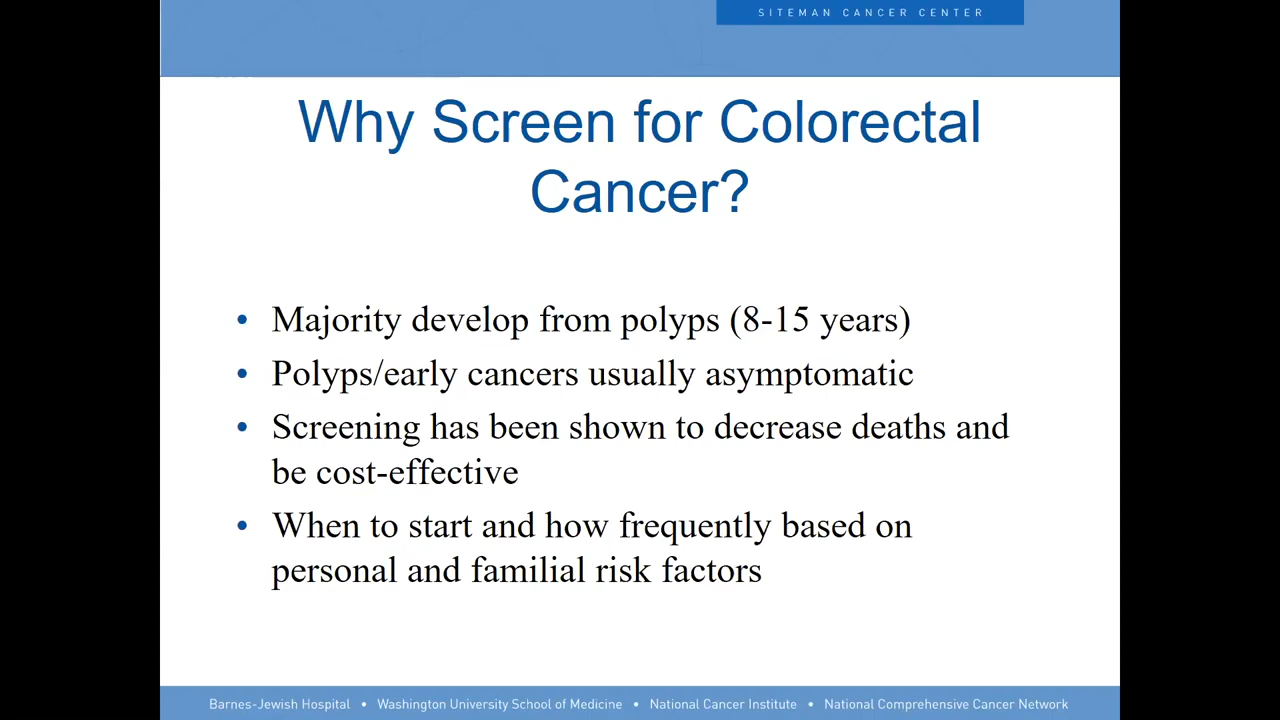 SITEMAN CANCER CENTER
Why Screen for Colorectal
Cancer?
• Majority develop from polyps (8-15 years)
• Polyps/early cancers usually asymptomatic
• Screening has been shown to decrease deaths and
be cost-effective
• When to start and how frequently based on
personal and familial risk factors
Barnes-Jewish Hospital • Washington University School of Medicine • National Cancer Institute • National Comprehensive Cancer Network